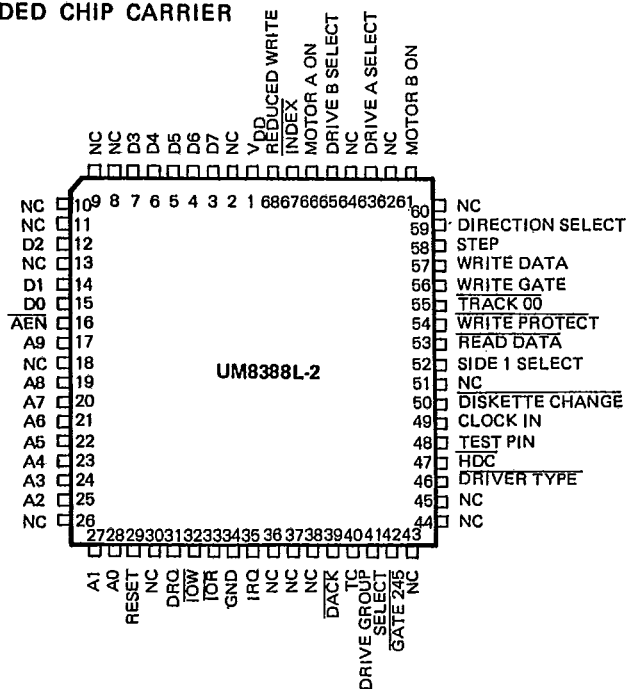 DED CHIP CARRIER
NC
NC
D3
D4
D5
D6
D7
NC
VDD
REDUCED WRITE
INDEX
MOTOR A ON
DRIVE B SELECT
NC
DRIVE A SELECT
NC
MOTOR B ON
9 8 7 6 5 4 3 2 1 68 67 66 65 64 63 62 61
NC 10
NC 11
D2 12
NC 13
D1 14
D0 15
AEN 16
A9 17
NC 18
A8 19
A7 20
A6 21
A5 22
A4 23
A3 24
A2 25
NC 26
UM8388L-2
60 NC
59 DIRECTION SELECT
58 STEP
57 WRITE DATA
56 WRITE GATE
55 TRACK 00
54 WRITE PROTECT
53 READ DATA
52 SIDE 1 SELECT
51 NC
50 DISKETTE CHANGE
49 CLOCK IN
48 TEST PIN
47 HDC
46 DRIVER TYPE
45 NC
44 NC
27 28 29 30 31 32 33 34 35 36 37 38 39 40 41 42 43
A1
A0
RESET
NC
DRQ
IOW
IOR
GND
IRQ
NC
NC
NC
DACK
TC
DRIVE GROUP
SELECT
GATE 245
NC